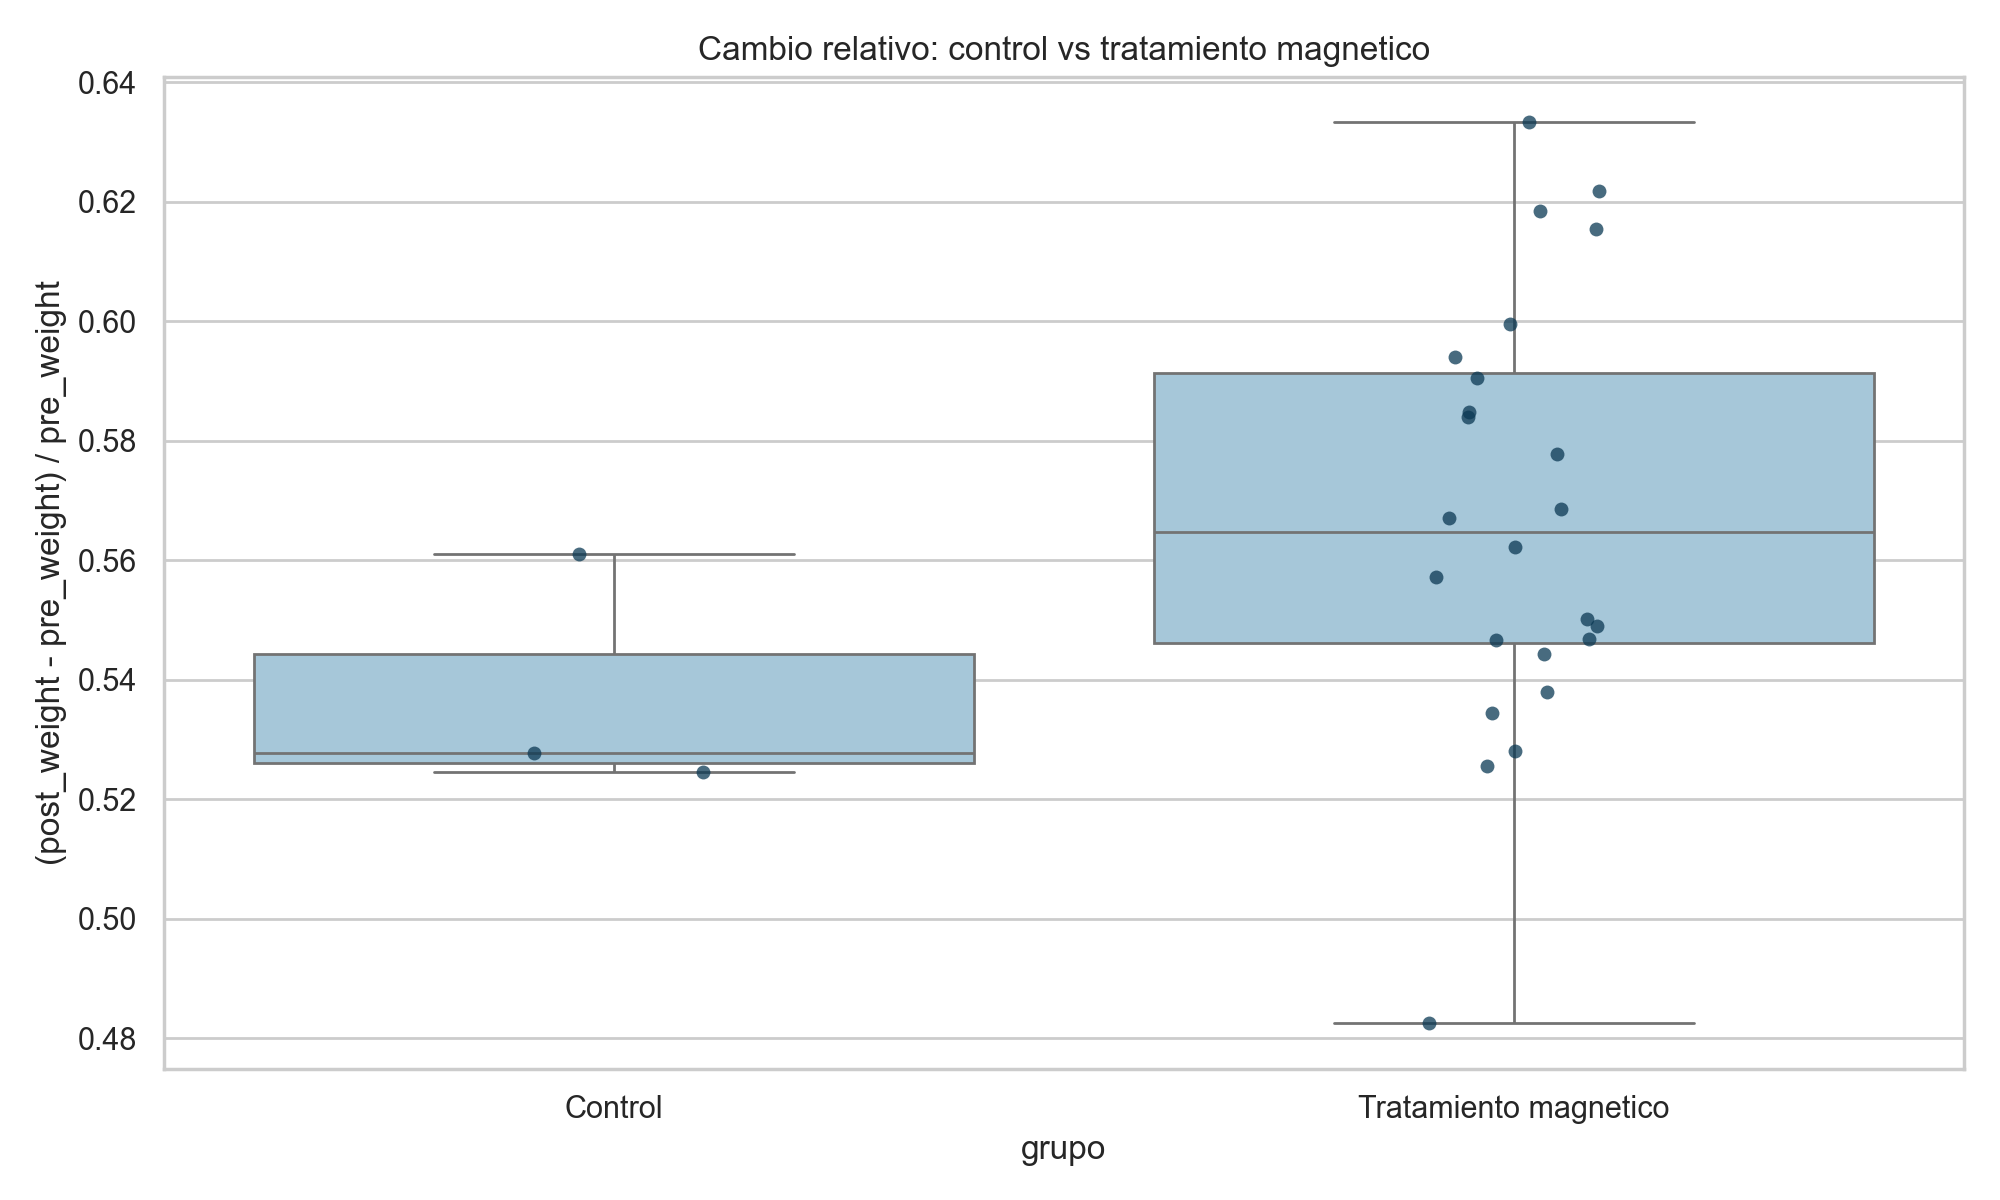 Cambio relativo: control vs tratamiento magnetico
(post_weight - pre_weight) / pre_weight
0.64
0.62
0.60
0.58
0.56
0.54
0.52
0.50
0.48
Control
Tratamiento magnetico
grupo